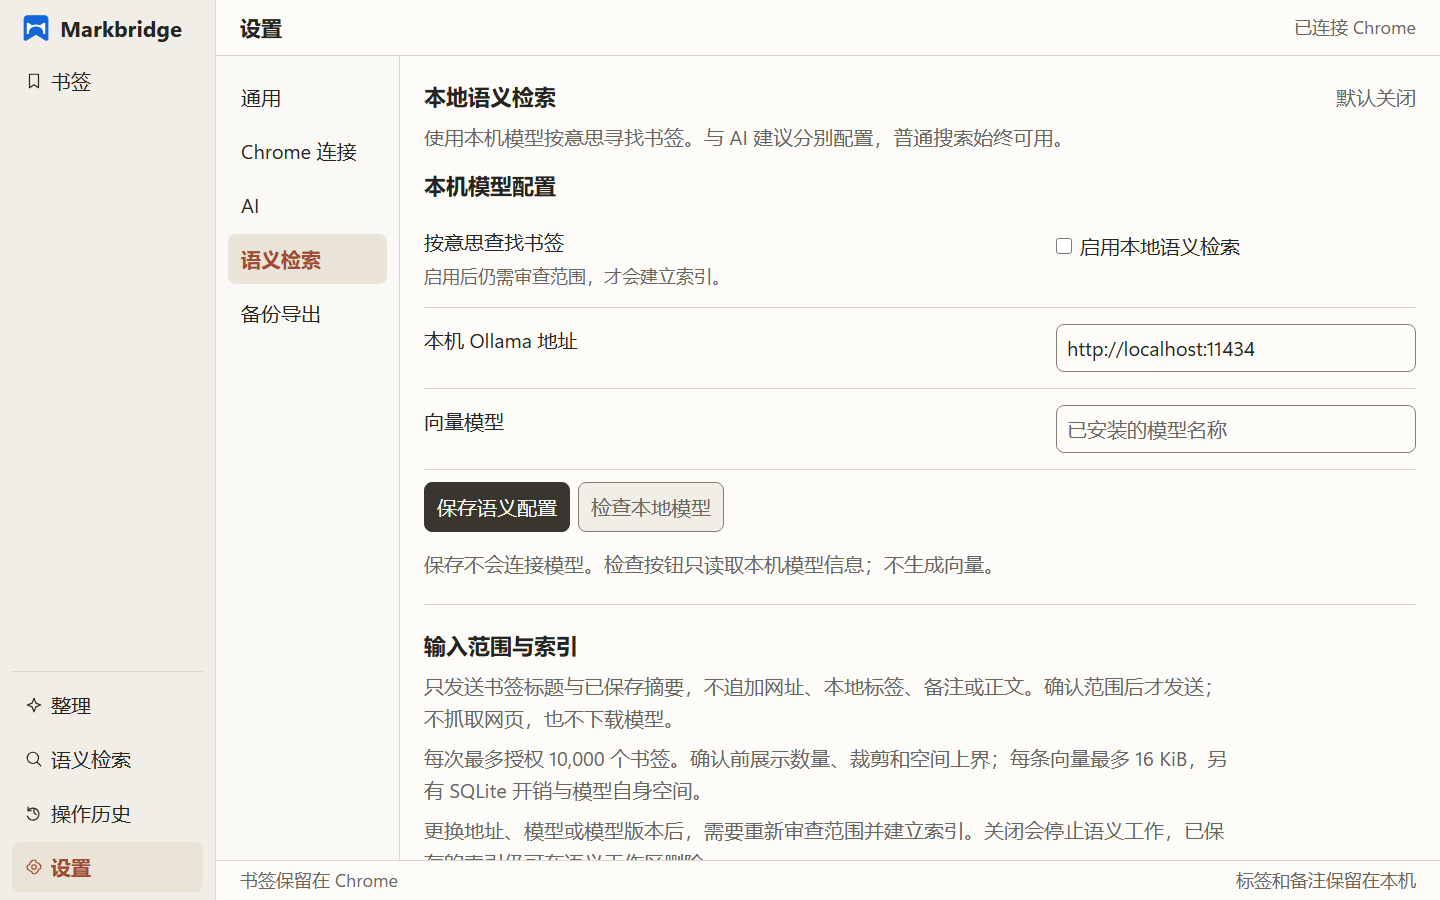 Markbridge
书签
整理
语义检索
操作历史
设置
设置
已连接 Chrome
通用
Chrome 连接
AI
语义检索
备份导出
本地语义检索
默认关闭
使用本机模型按意思寻找书签。与 AI 建议分别配置，普通搜索始终可用。
本机模型配置
按意思查找书签
启用后仍需审查范围，才会建立索引。
启用本地语义检索
本机 Ollama 地址
http://localhost:11434
向量模型
已安装的模型名称
保存语义配置
检查本地模型
保存不会连接模型。检查按钮只读取本机模型信息；不生成向量。
输入范围与索引
只发送书签标题与已保存摘要，不追加网址、本地标签、备注或正文。确认范围后才发送；
不抓取网页，也不下载模型。
每次最多授权 10,000 个书签。确认前展示数量、裁剪和空间上界；每条向量最多 16 KiB，另
有 SQLite 开销与模型自身空间。
更换地址、模型或模型版本后，需要重新审查范围并建立索引。关闭会停止语义工作，已保
存的索引仍可在语义工作区删除
书签保留在 Chrome
标签和备注保留在本机